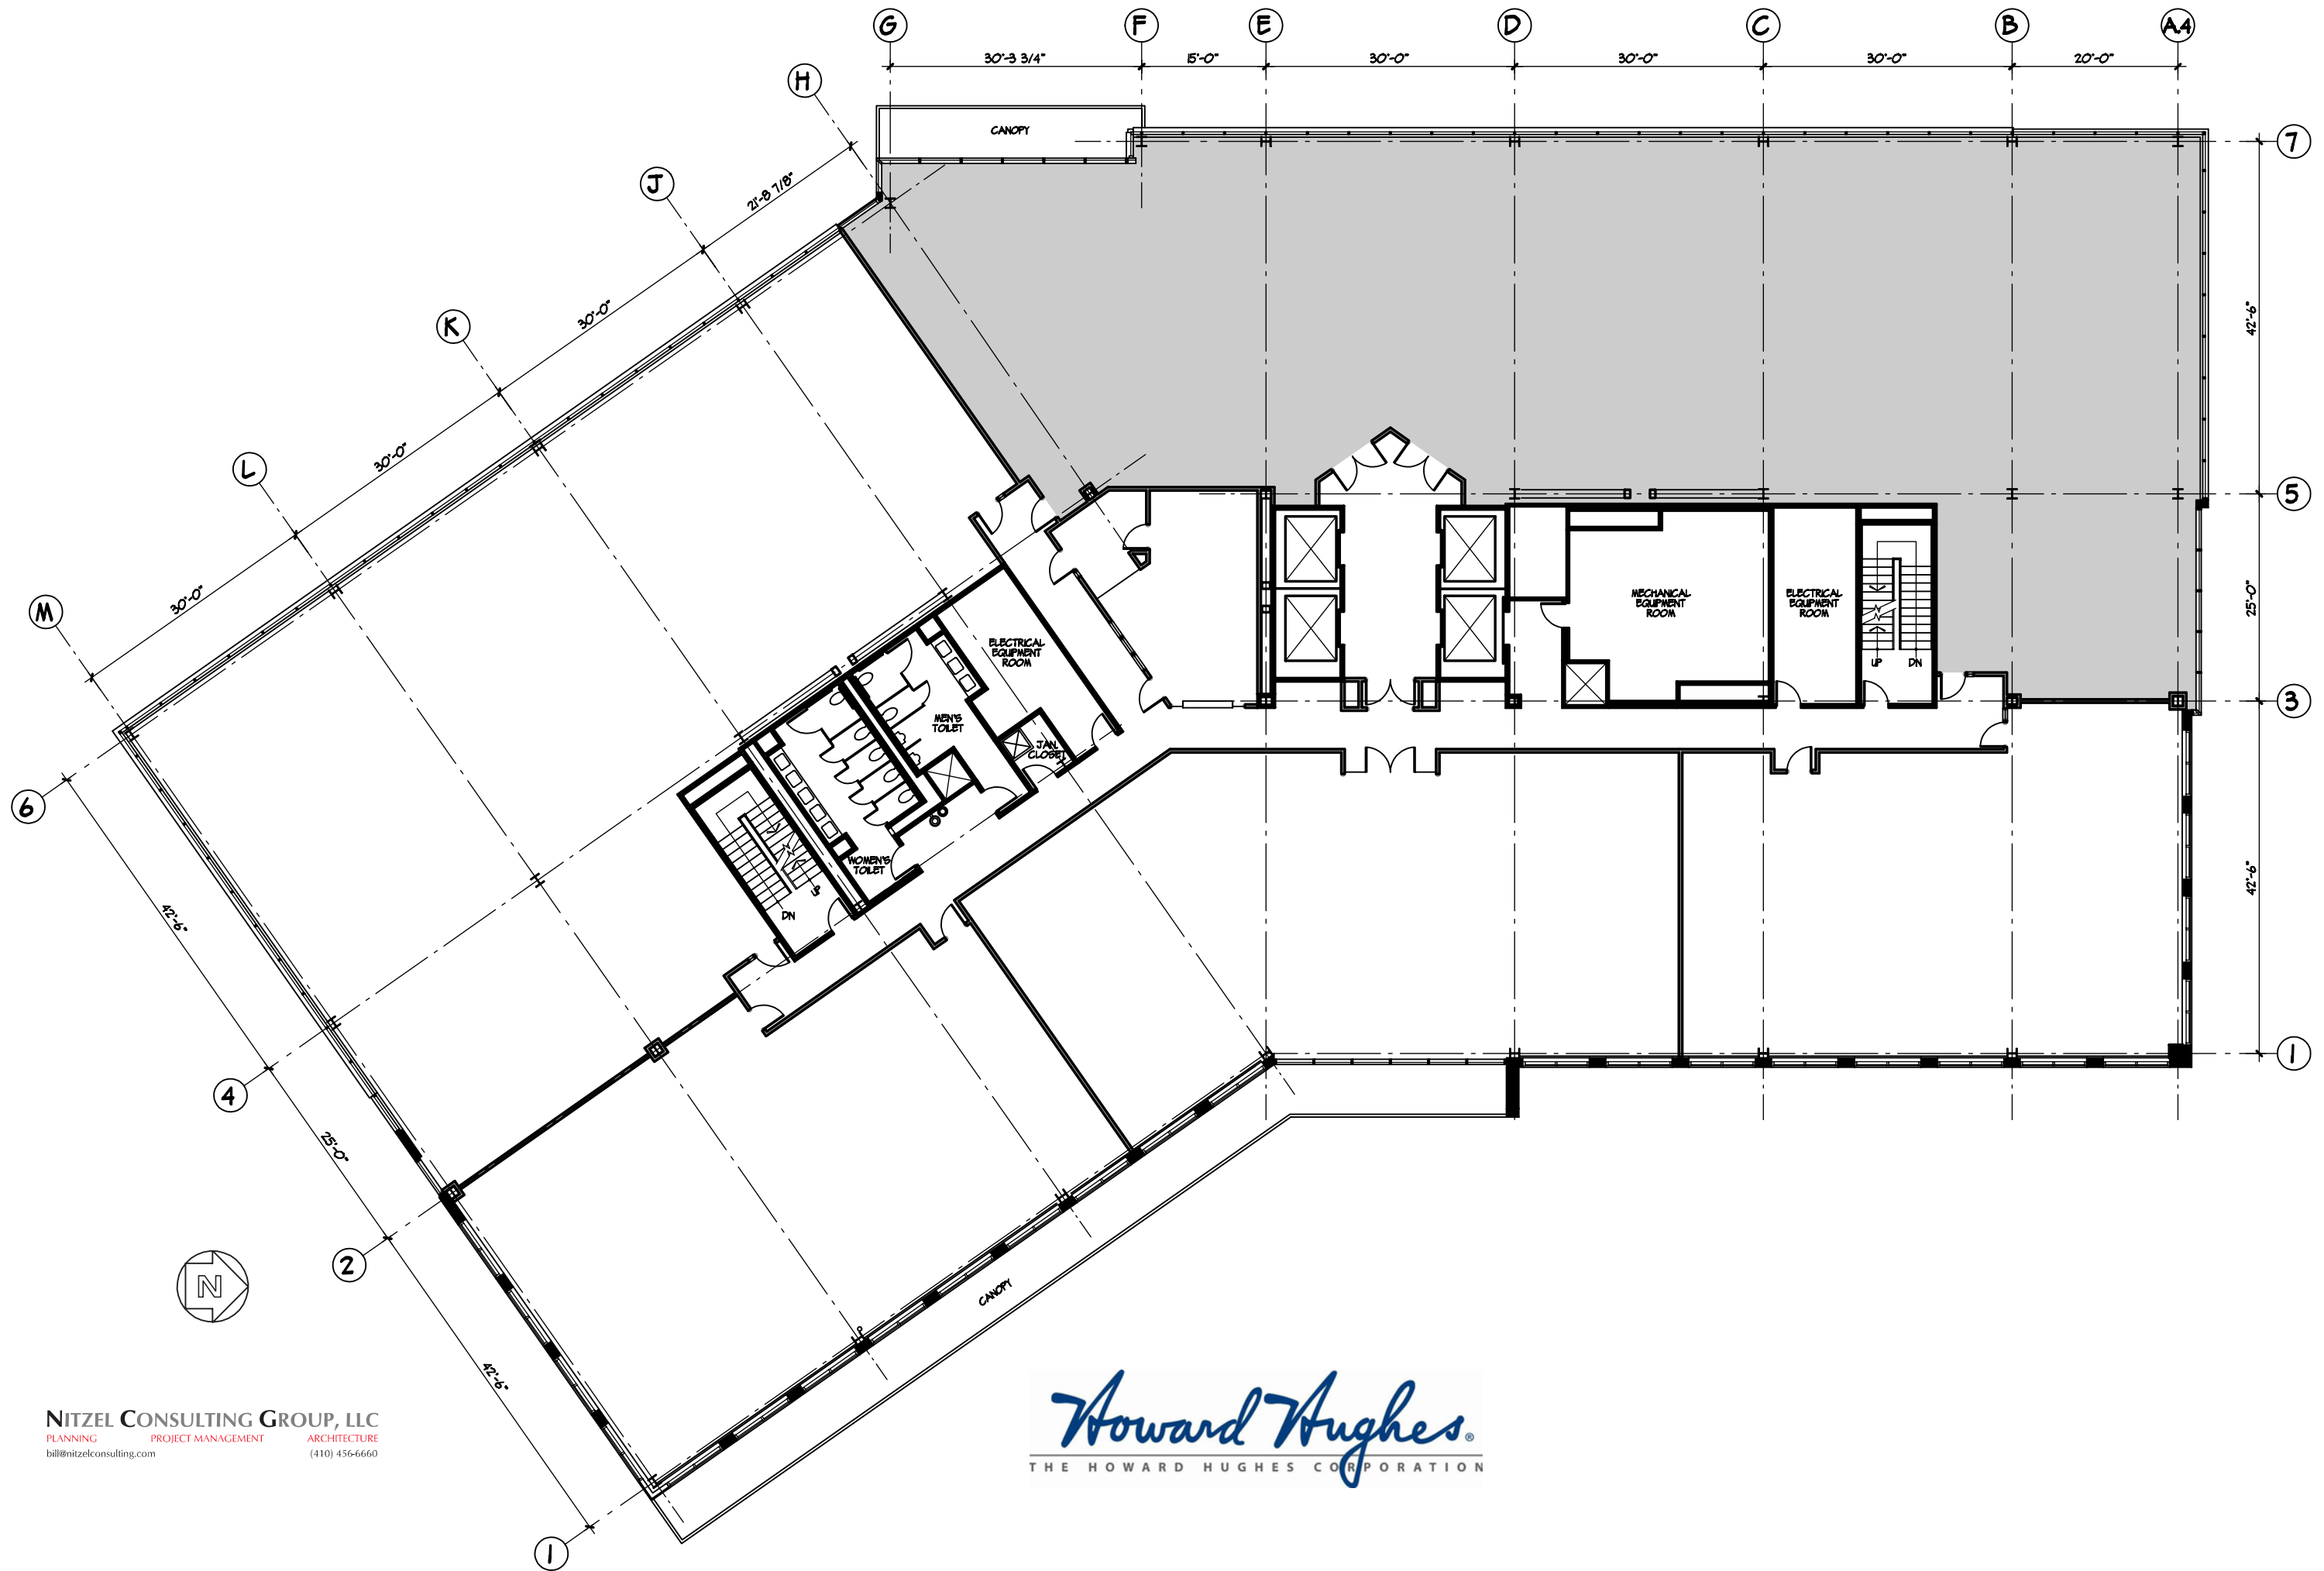 G
F
E
D
C
B
A.4
30'-3 3/4"
15'-0"
30'-0"
30'-0"
30'-0"
20'-0"
H
CANOPY
7
J
21'-8 7/8"
K
30'-0"
42'-6"
L
30'-0"
5
M
30'-0"
MECHANICAL
EQUIPMENT
ROOM
ELECTRICAL
EQUIPMENT
ROOM
25'-0"
ELECTRICAL
EQUIPMENT
ROOM
UP
DN
3
MEN'S
TOILET
JAN.
CLOSET
6
WOMEN'S
TOILET
UP
DN
42'-6"
42'-6"
4
1
25'-0"
2
N
CANOPY
42'-6"
NITZEL CONSULTING GROUP, LLC
PLANNING PROJECT MANAGEMENT ARCHITECTURE
bill@nitzelconsulting.com (410) 456-6660
Howard Hughes®
THE HOWARD HUGHES CORPORATION
1